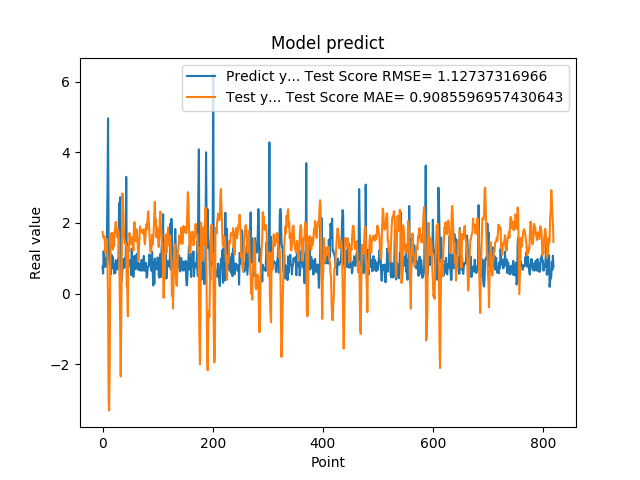 Model predict
Predict y... Test Score RMSE= 1.12737316966
Test y... Test Score MAE= 0.9085596957430643
6
4
2
0
−2
Real value
0 200 400 600 800
Point